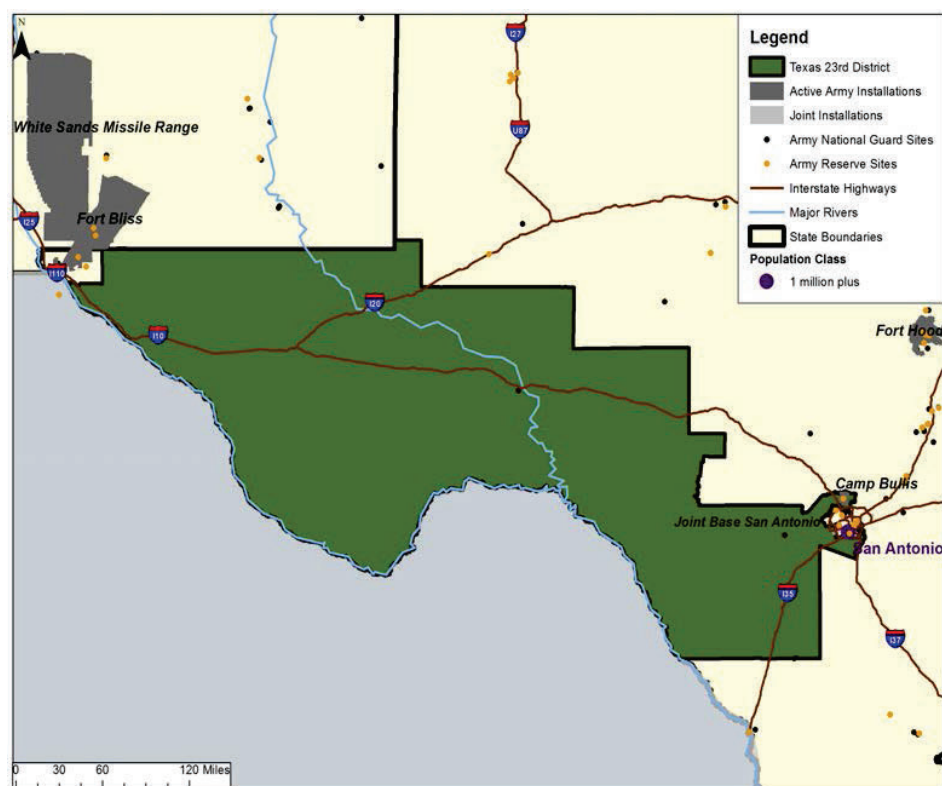 N
I27
Legend
Texas 23rd District
Active Army Installations
Joint Installations
Army National Guard Sites
Army Reserve Sites
Interstate Highways
Major Rivers
State Boundaries
Population Class
1 million plus
White Sands Missile Range
U87
Fort Bliss
I25
I110
I20
I10
Fort Hood
Camp Bullis
Joint Base San Antonio
San Antonio
I35
I37
0 30 60 120 Miles